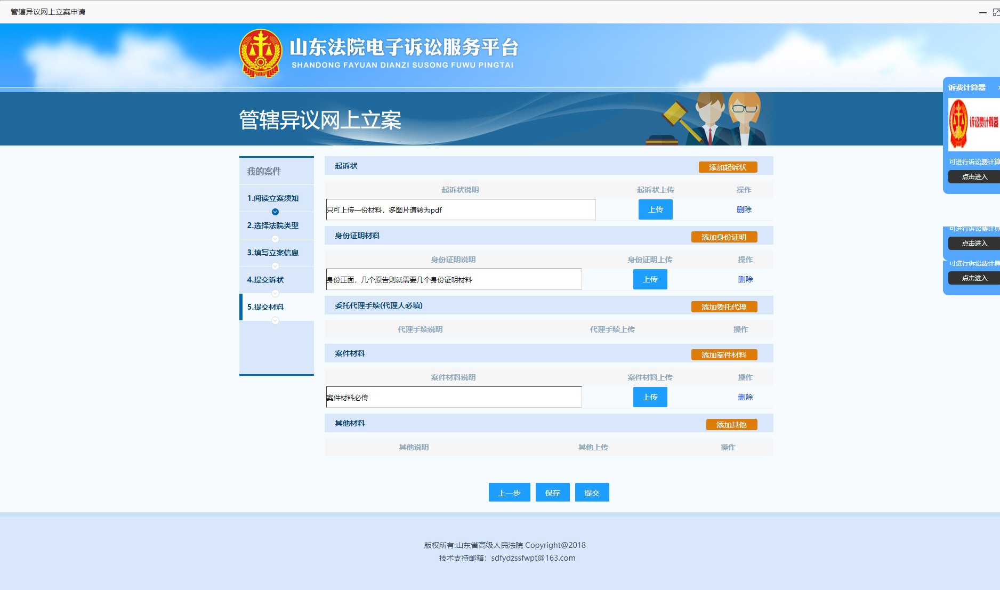 管辖异议网上立案申请
山东法院电子诉讼服务平台
SHANDONG FAYUAN DIANZI SUSONG FUWU PINGTAI
管辖异议网上立案
诉费计算器
诉讼费计算器
可进行诉讼费计算
点击进入
可进行诉讼费计算
点击进入
可进行诉讼费计算
点击进入
我的案件
1.阅读立案须知
2.选择法院类型
3.填写立案信息
4.提交诉状
5.提交材料
起诉状 添加起诉状
起诉状说明 起诉状上传 操作
只可上传一份材料，多图片请转为pdf 上传 删除
身份证明材料 添加身份证明
身份证明说明 身份证明上传 操作
身份正面，几个原告则就需要几个身份证明材料 上传 删除
委托代理手续(代理人必填) 添加委托代理
代理手续说明 代理手续上传 操作
案件材料 添加案件材料
案件材料说明 案件材料上传 操作
案件材料必传 上传 删除
其他材料 添加其他
其他说明 其他上传 操作
上一步 保存 提交
版权所有:山东省高级人民法院 Copyright@2018
技术支持邮箱：sdfydzssfwpt@163.com